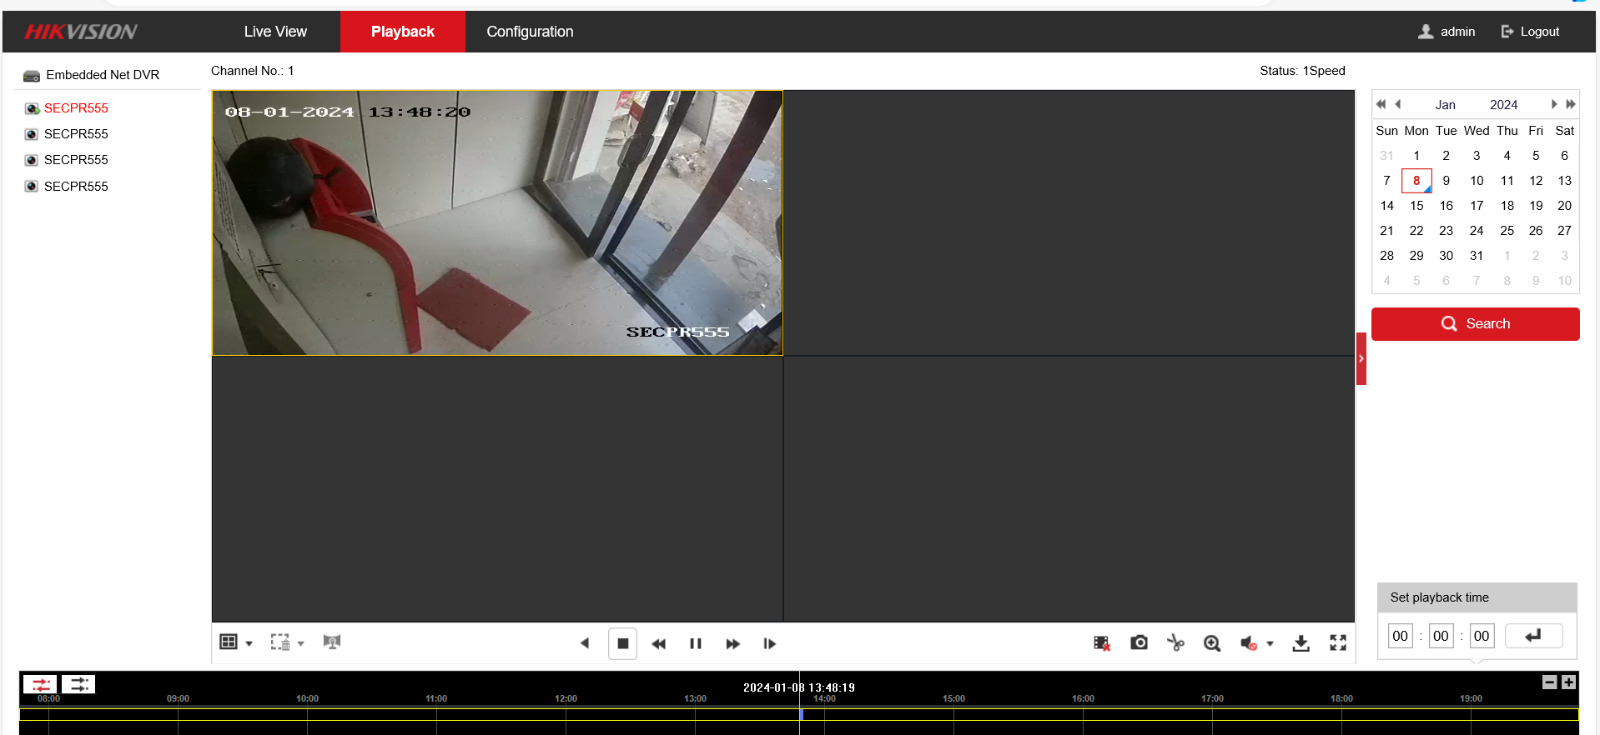 HIKVISION
Live View
Playback
Configuration
admin
Logout
Embedded Net DVR
SECPR555
SECPR555
SECPR555
SECPR555
Channel No.: 1
Status: 1Speed
08-01-2024 13:48:20
SECPR555
Jan 2024
Sun Mon Tue Wed Thu Fri Sat
31 1 2 3 4 5 6
7 8 9 10 11 12 13
14 15 16 17 18 19 20
21 22 23 24 25 26 27
28 29 30 31 1 2 3
4 5 6 7 8 9 10
Search
Set playback time
00 : 00 : 00
2024-01-08 13:48:19
08:00 09:00 10:00 11:00 12:00 13:00 14:00 15:00 16:00 17:00 18:00 19:00